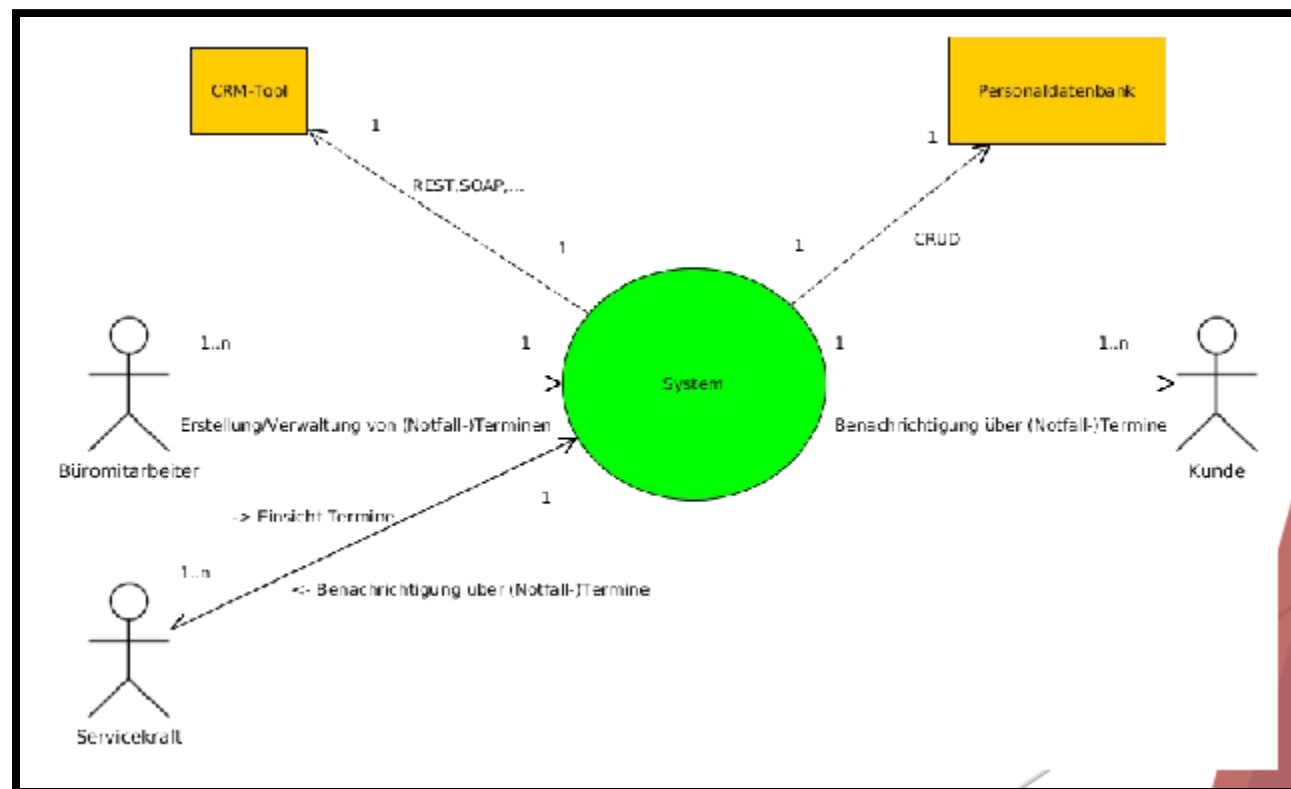 CRM-Tool
Personaldatenbank
1
1
REST,SOAP,...
CRUD
1
1
1..n
1
1
1..n
System
Erstellung/Verwaltung von (Notfall-)Terminen
Benachrichtigung über (Notfall-)Termine
Büromitarbeiter
Kunde
1
-> Einsicht Termine
1..n
<- Benachrichtigung über (Notfall-)Termine
Servicekraft